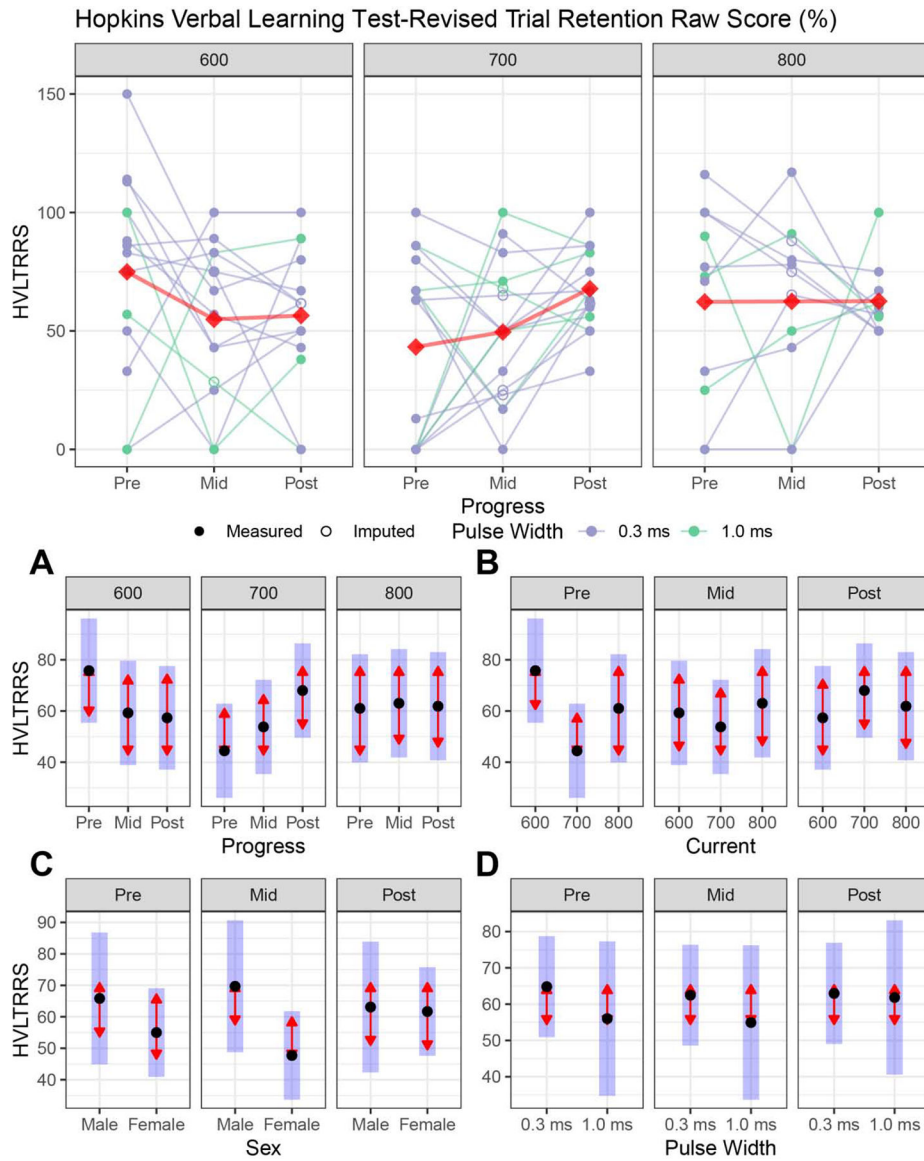 Hopkins Verbal Learning Test-Revised Trial Retention Raw Score (%)
600 700 800
HVLTRRS
150
100
50
0
Pre Mid Post Pre Mid Post Pre Mid Post
Progress
Measured Imputed Pulse Width 0.3 ms 1.0 ms
A B
600 700 800 Pre Mid Post
HVLTRRS
80 80
60 60
40 40
Pre Mid Post Pre Mid Post Pre Mid Post 600 700 800 600 700 800 600 700 800
Progress Current
C D
Pre Mid Post Pre Mid Post
HVLTRRS
90
80 80
70 70
60 60
50 50
40 40
Male Female Male Female Male Female 0.3 ms 1.0 ms 0.3 ms 1.0 ms 0.3 ms 1.0 ms
Sex Pulse Width